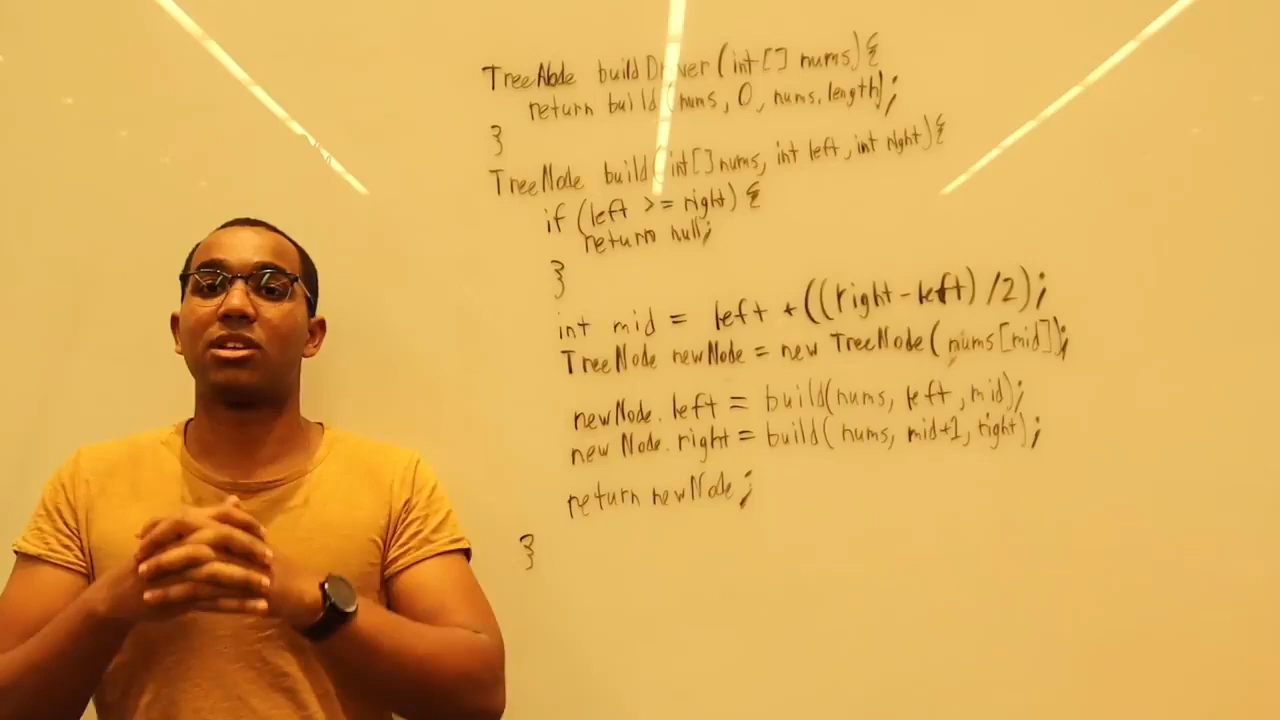 TreeNode buildDriver(int[] nums){
return build(nums, 0, nums.length);
}
TreeNode build(int[] nums, int left, int right){
if (left >= right) {
return null;
}
int mid = left + ((right-left)/2);
TreeNode newNode = new TreeNode(nums[mid]);
newNode.left = build(nums, left, mid);
newNode.right = build(nums, mid+1, right);
return newNode;
}